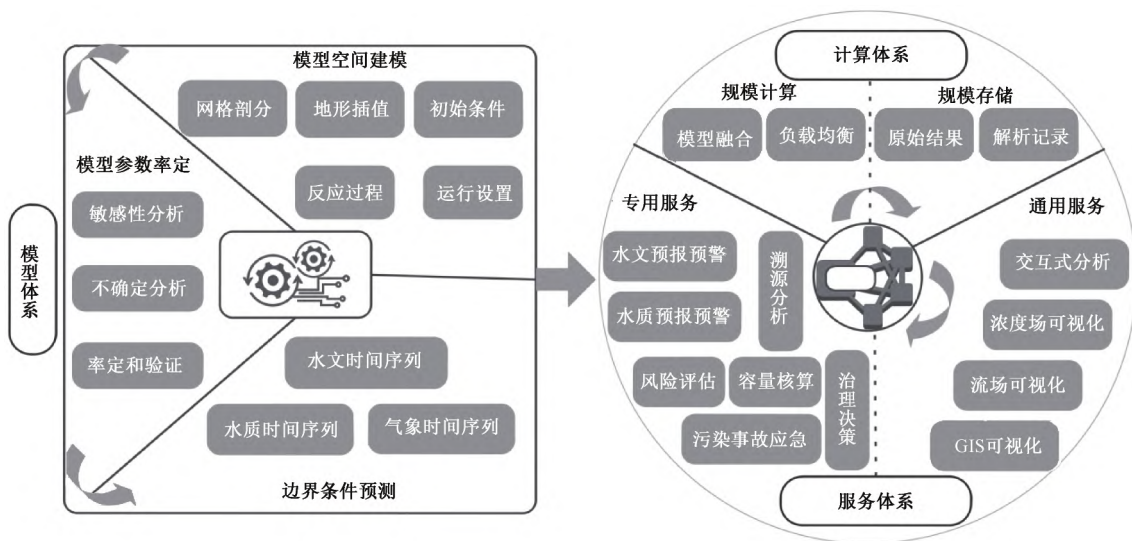 模型体系
模型空间建模
网格剖分
地形插值
初始条件
反应过程
运行设置
模型参数率定
敏感性分析
不确定分析
率定和验证
水文时间序列
水质时间序列
气象时间序列
边界条件预测
计算体系
规模计算
规模存储
模型融合
负载均衡
原始结果
解析记录
专用服务
水文预报预警
水质预报预警
溯源分析
风险评估
容量核算
治理决策
污染事故应急
通用服务
交互式分析
浓度场可视化
流场可视化
GIS可视化
服务体系